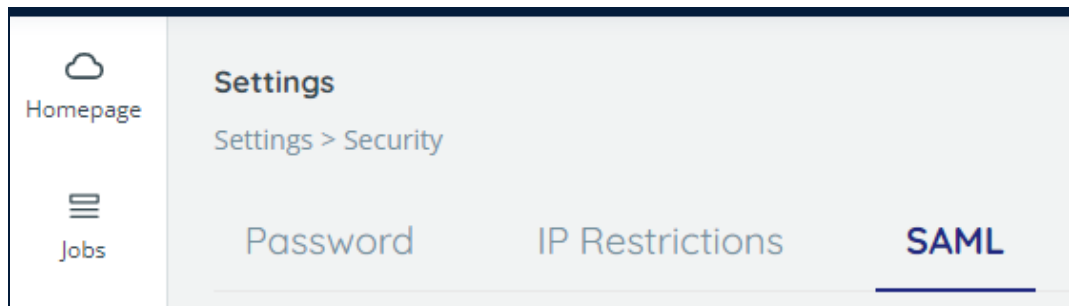 Homepage
Jobs
Settings
Settings > Security
Password IP Restrictions SAML